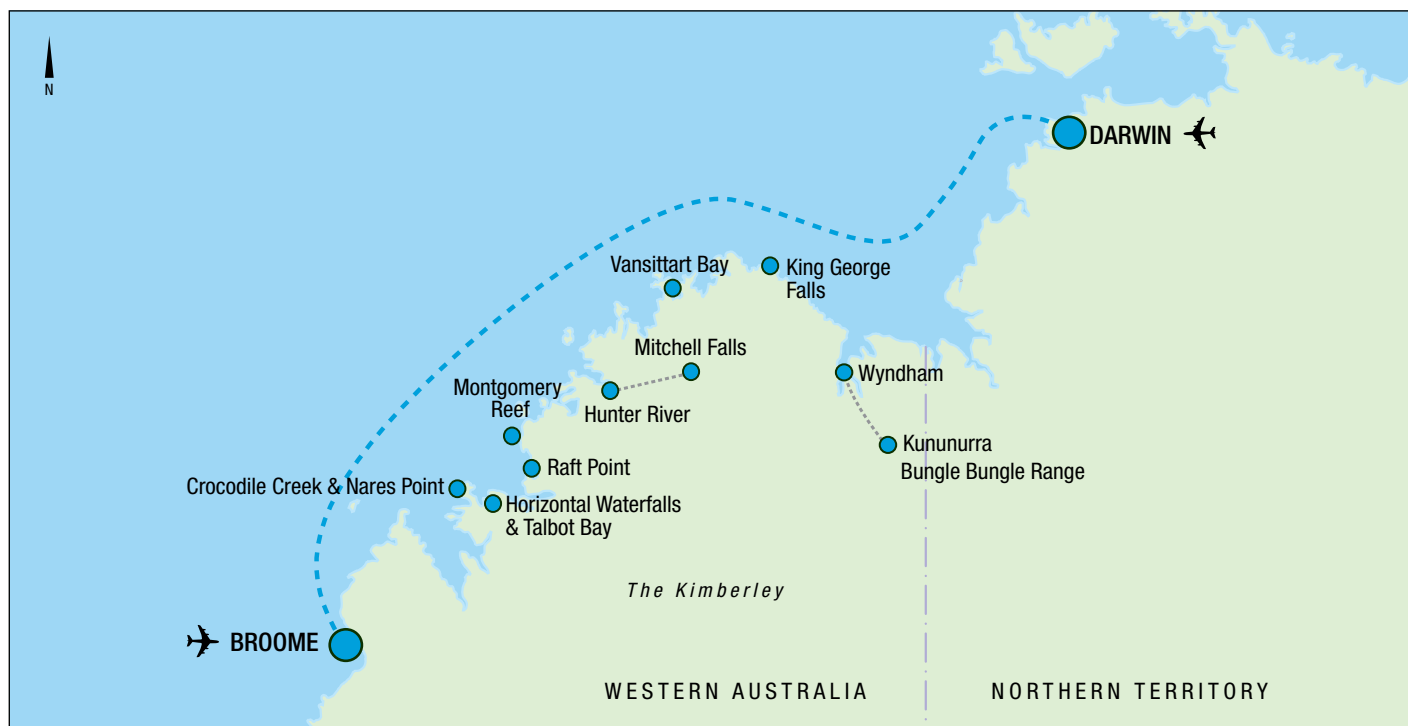 N
DARWIN
Vansittart Bay
King George
Falls
Mitchell Falls
Wyndham
Montgomery
Reef
Hunter River
Kununurra
Bungle Bungle Range
Raft Point
Crocodile Creek & Nares Point
Horizontal Waterfalls
& Talbot Bay
The Kimberley
BROOME
WESTERN AUSTRALIA
NORTHERN TERRITORY